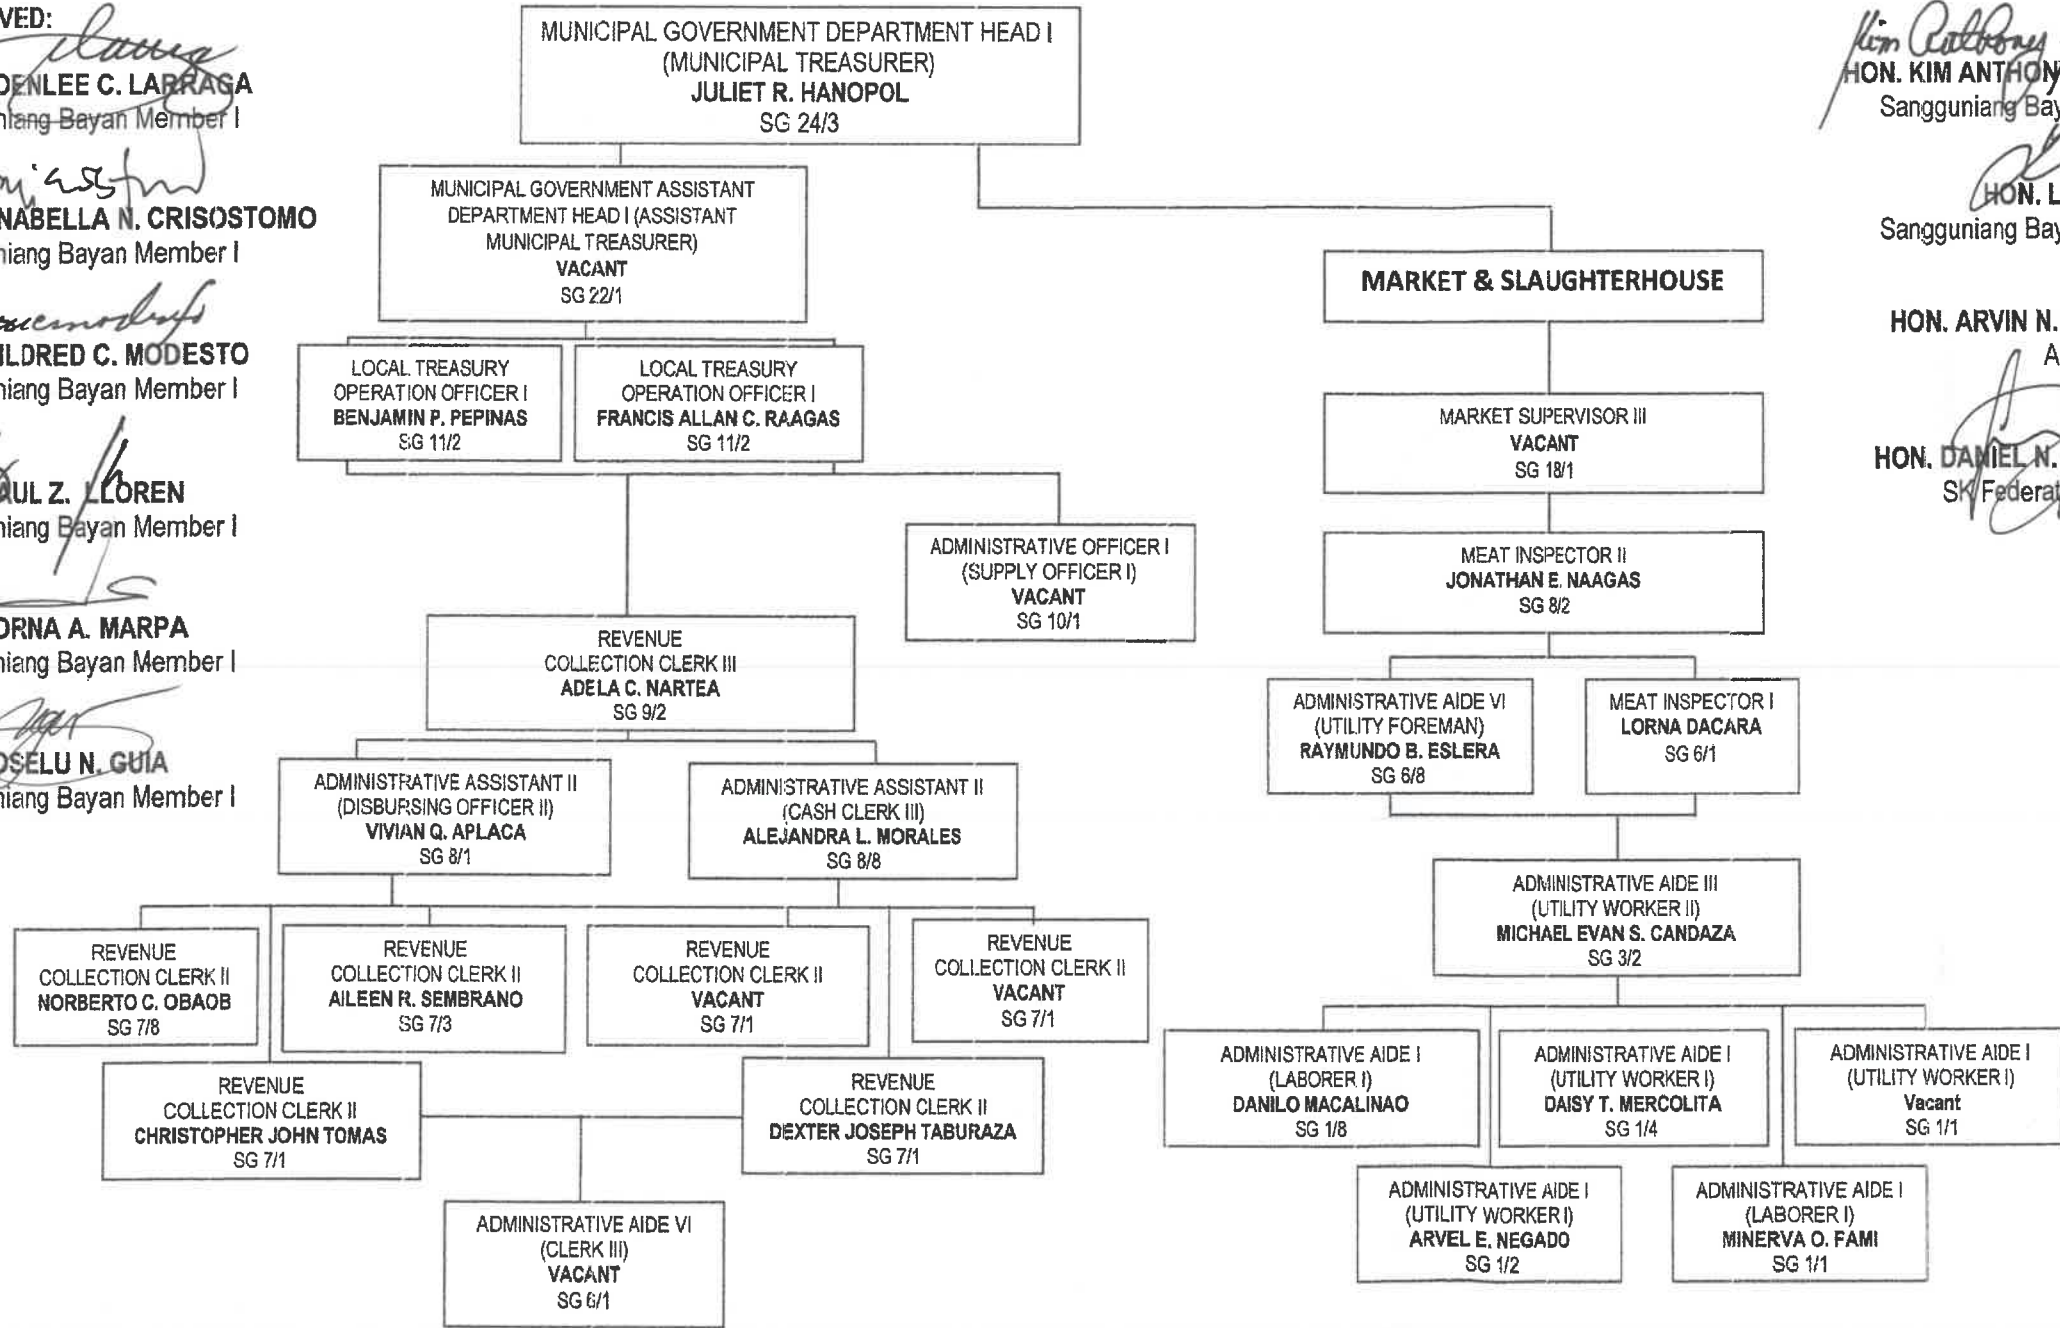 VED:
DENLEE C. LARRAGA
niang Bayan Member I
NABELLA N. CRISOSTOMO
niang Bayan Member I
ILDRED C. MODESTO
niang Bayan Member I
AUL Z. LLOREN
niang Bayan Member I
ORNA A. MARPA
niang Bayan Member I
OSELU N. GUIA
niang Bayan Member I
MUNICIPAL GOVERNMENT DEPARTMENT HEAD I
(MUNICIPAL TREASURER)
JULIET R. HANOPOL
SG 24/3
MUNICIPAL GOVERNMENT ASSISTANT
DEPARTMENT HEAD I (ASSISTANT
MUNICIPAL TREASURER)
VACANT
SG 22/1
LOCAL TREASURY
OPERATION OFFICER I
BENJAMIN P. PEPINAS
SG 11/2
LOCAL TREASURY
OPERATION OFFICER I
FRANCIS ALLAN C. RAAGAS
SG 11/2
ADMINISTRATIVE OFFICER I
(SUPPLY OFFICER I)
VACANT
SG 10/1
REVENUE
COLLECTION CLERK III
ADELA C. NARTEA
SG 9/2
ADMINISTRATIVE ASSISTANT II
(DISBURSING OFFICER II)
VIVIAN Q. APLACA
SG 8/1
ADMINISTRATIVE ASSISTANT II
(CASH CLERK III)
ALEJANDRA L. MORALES
SG 8/8
REVENUE
COLLECTION CLERK II
NORBERTO C. OBAOB
SG 7/8
REVENUE
COLLECTION CLERK II
AILEEN R. SEMBRANO
SG 7/3
REVENUE
COLLECTION CLERK II
VACANT
SG 7/1
REVENUE
COLLECTION CLERK II
VACANT
SG 7/1
REVENUE
COLLECTION CLERK II
CHRISTOPHER JOHN TOMAS
SG 7/1
REVENUE
COLLECTION CLERK II
DEXTER JOSEPH TABURAZA
SG 7/1
ADMINISTRATIVE AIDE VI
(CLERK III)
VACANT
SG 6/1
MARKET & SLAUGHTERHOUSE
MARKET SUPERVISOR III
VACANT
SG 18/1
MEAT INSPECTOR II
JONATHAN E. NAAGAS
SG 8/2
ADMINISTRATIVE AIDE VI
(UTILITY FOREMAN)
RAYMUNDO B. ESLERA
SG 6/8
MEAT INSPECTOR I
LORNA DACARA
SG 6/1
ADMINISTRATIVE AIDE III
(UTILITY WORKER II)
MICHAEL EVAN S. CANDAZA
SG 3/2
ADMINISTRATIVE AIDE I
(LABORER I)
DANILO MACALINAO
SG 1/8
ADMINISTRATIVE AIDE I
(UTILITY WORKER I)
DAISY T. MERCOLITA
SG 1/4
ADMINISTRATIVE AIDE I
(UTILITY WORKER I)
Vacant
SG 1/1
ADMINISTRATIVE AIDE I
(UTILITY WORKER I)
ARVEL E. NEGADO
SG 1/2
ADMINISTRATIVE AIDE I
(LABORER I)
MINERVA O. FAMI
SG 1/1
Kim Anthony
HON. KIM ANTHONY
Sangguniang Bay
HON. L
Sangguniang Bay
HON. ARVIN N.
A
HON. DANIEL N.
SK Federat